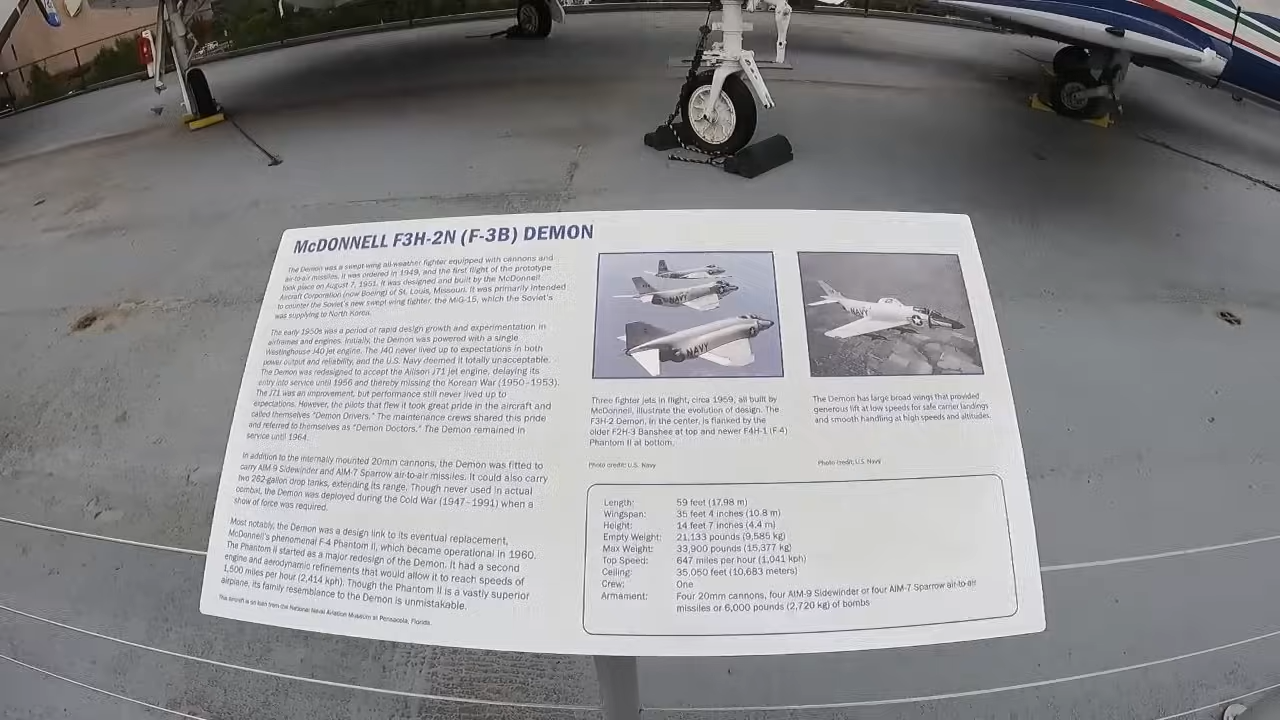 McDONNELL F3H-2N (F-3B) DEMON
The Demon was a swept-wing all-weather fighter equipped with cannons and
air-to-air missiles. It was ordered in 1949, and the first flight of the prototype
took place on August 7, 1951. It was designed and built by the McDonnell
Aircraft Corporation (now Boeing) of St. Louis, Missouri. It was primarily intended
to counter the Soviet's new swept wing fighter, the MiG-15, which the Soviet's
was supplying to North Korea.
The early 1950s was a period of rapid design growth and experimentation in
airframes and engines. Initially, the Demon was powered with a single
Westinghouse J40 jet engine. The J40 never lived up to expectations in both
power output and reliability, and the U.S. Navy deemed it totally unacceptable.
The Demon was redesigned to accept the Allison J71 jet engine, delaying its
entry into service until 1956 and thereby missing the Korean War (1950-1953).
The J71 was an improvement, but performance still never lived up to
expectations. However, the pilots that flew it took great pride in the aircraft and
called themselves "Demon Drivers." The maintenance crews shared this pride
and referred to themselves as "Demon Doctors." The Demon remained in
service until 1964.
In addition to the internally mounted 20mm cannons, the Demon was fitted to
carry AIM-9 Sidewinder and AIM-7 Sparrow air-to-air missiles. It could also carry
two 262-gallon drop tanks, extending its range. Though never used in actual
combat, the Demon was deployed during the Cold War (1947-1991) when a
show of force was required.
Most notably, the Demon was a design link to its eventual replacement,
McDonnell's phenomenal F-4 Phantom II, which became operational in 1960.
The Phantom II started as a major redesign of the Demon. It had a second
engine and aerodynamic refinements that would allow it to reach speeds of
1,500 miles per hour (2,414 kph). Though the Phantom II is a vastly superior
airplane, its family resemblance to the Demon is unmistakable.
This aircraft is on loan from the National Naval Aviation Museum at Pensacola, Florida.
NAVY
NAVY
NAVY
Three fighter jets in flight, circa 1959, all built by
McDonnell, illustrate the evolution of design. The
F3H-2 Demon, in the center, is flanked by the
older F2H-3 Banshee at top and newer F4H-1 (F-4)
Phantom II at bottom.
Photo credit: U.S. Navy
The Demon has large broad wings that provided
generous lift at low speeds for safe carrier landings
and smooth handling at high speeds and altitudes.
Photo credit: U.S. Navy
Length: 59 feet (17.98 m)
Wingspan: 35 feet 4 inches (10.8 m)
Height: 14 feet 7 inches (4.4 m)
Empty Weight: 21,133 pounds (9,585 kg)
Max Weight: 33,900 pounds (15,377 kg)
Top Speed: 647 miles per hour (1,041 kph)
Ceiling: 35,050 feet (10,683 meters)
Crew: One
Armament: Four 20mm cannons, four AIM-9 Sidewinder or four AIM-7 Sparrow air-to-air
missiles or 6,000 pounds (2,720 kg) of bombs